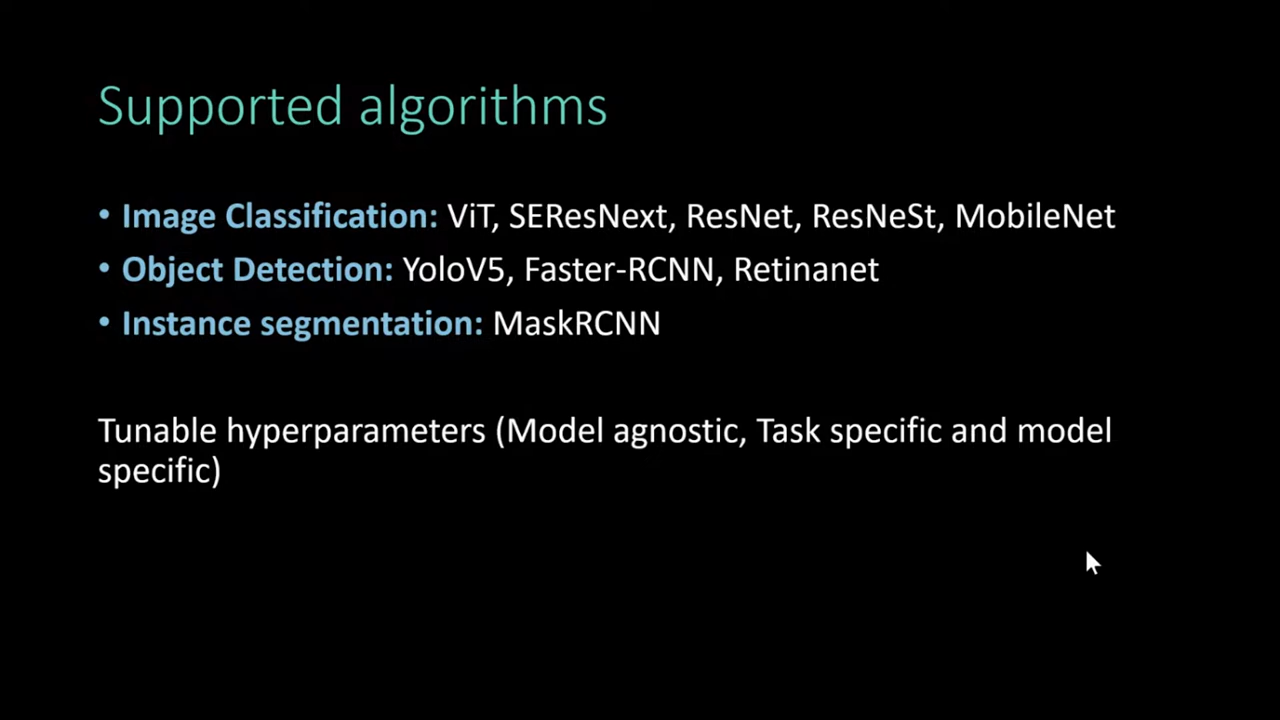 Supported algorithms
• Image Classification: ViT, SEResNext, ResNet, ResNeSt, MobileNet
• Object Detection: YoloV5, Faster-RCNN, Retinanet
• Instance segmentation: MaskRCNN
Tunable hyperparameters (Model agnostic, Task specific and model
specific)